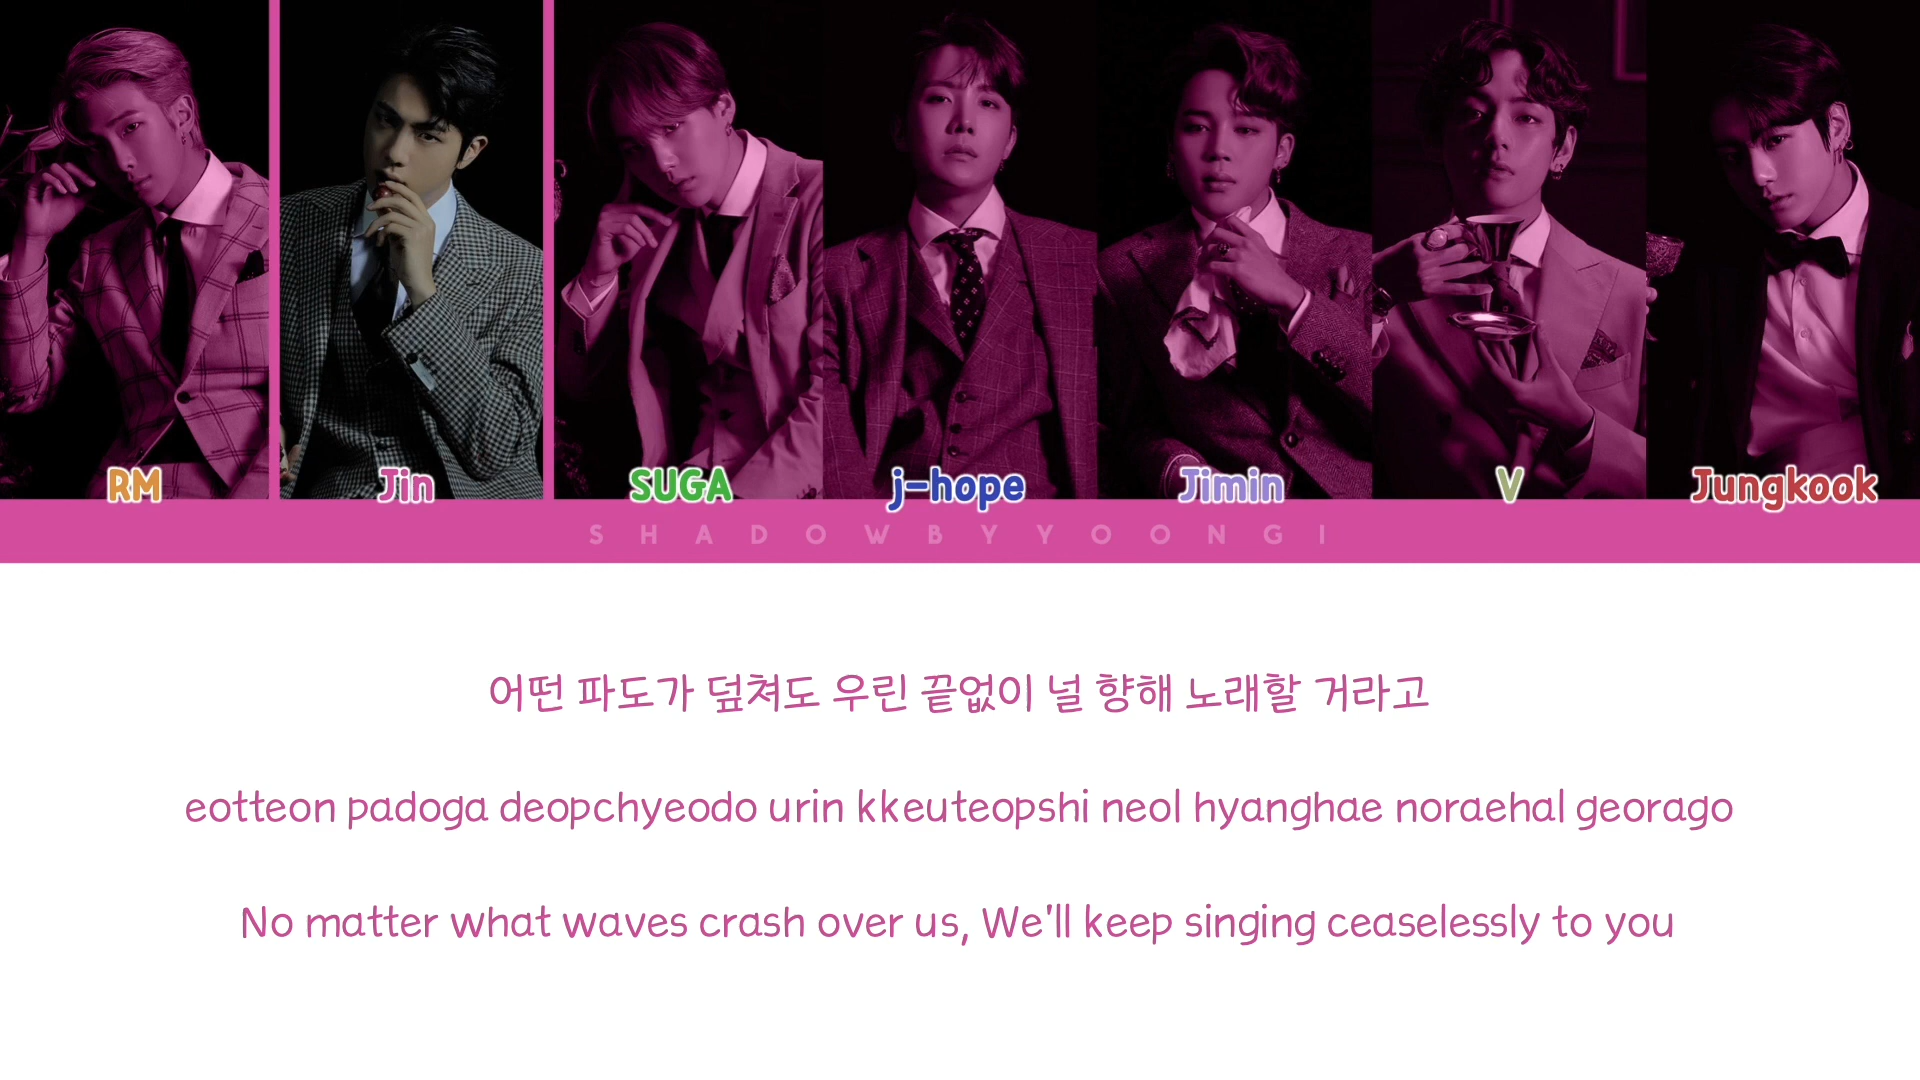 RM Jin SUGA j-hope Jimin V Jungkook
SHADOWBYYOONGI
어떤 파도가 덮쳐도 우린 끝없이 널 향해 노래할 거라고
eotteon padoga deopchyeodo urin kkeuteopshi neol hyanghae noraehal georago
No matter what waves crash over us, We'll keep singing ceaselessly to you